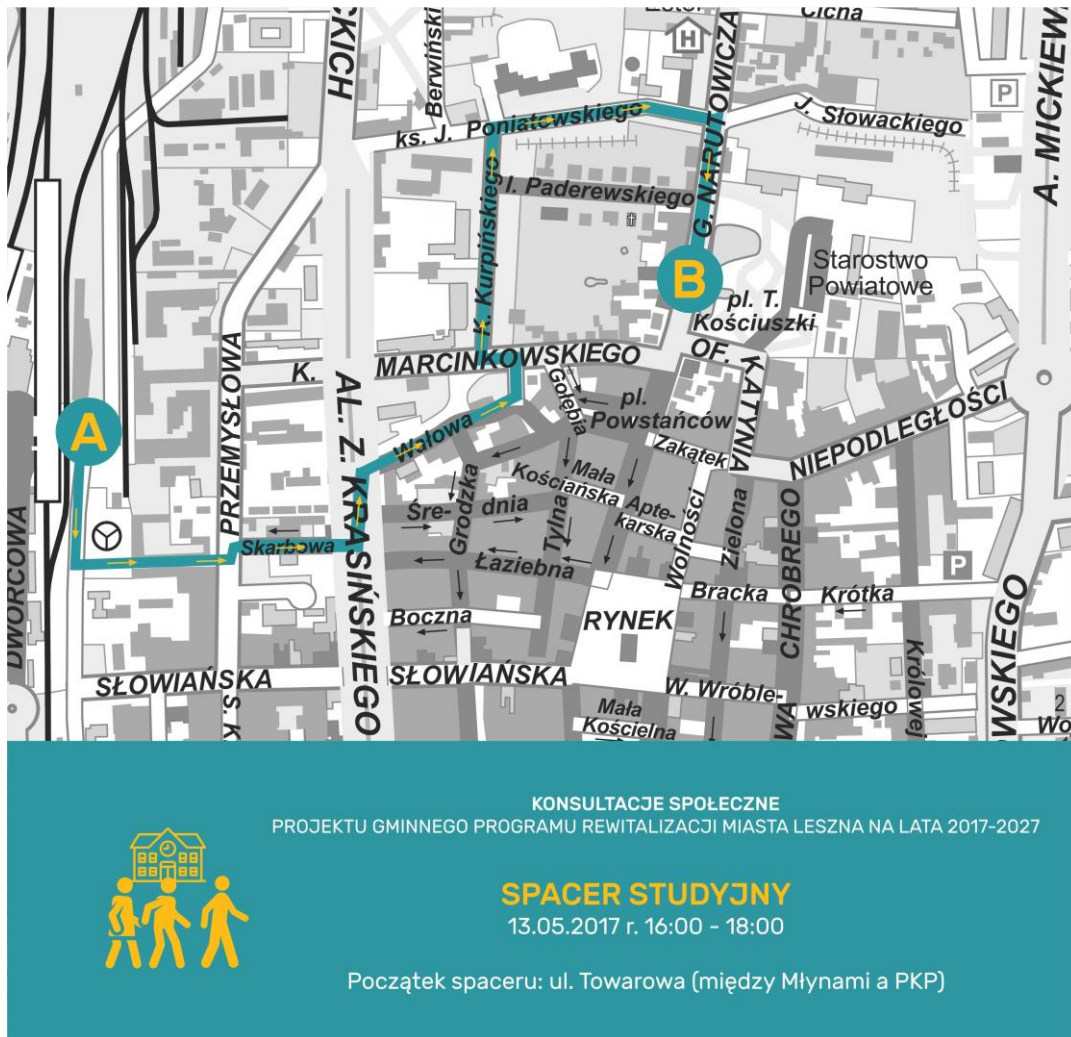 Ester
H
CICHA
CKICH
Berwińskiego
G. NARUTOWICZA
A. MICKIEW
P
ks. J. Poniatowskiego
J. Słowackiego
I. Paderewskiego
K. Kurpińskiego
B
Starostwo
Powiatowe
pl. T.
Kościuszki
K. MARCINKOWSKIEGO
OF. KATYNIA
PRZEMYSŁOWA
AL. Z. KRASIŃSKIEGO
Gołębia
pl.
Powstańców
A
Wałowa
Zakątek
NIEPODLEGŁOŚCI
Mała
Kościańska
Apte-
karska
Wolności
Zielona
CHROBREGO
Śre- dnia
Grodzka
Tylna
Skarbowa
Łaziebna
DWORCOWA
P
Boczna
RYNEK
Bracka
Krótka
SŁOWIAŃSKA
SŁOWIAŃSKA
W. Wróble-
wskiego
Królowej
WSKIEGO
Mała
Kościelna
WA
2
KONSULTACJE SPOŁECZNE
PROJEKTU GMINNEGO PROGRAMU REWITALIZACJI MIASTA LESZNA NA LATA 2017-2027
SPACER STUDYJNY
13.05.2017 r. 16:00 - 18:00
Początek spaceru: ul. Towarowa (między Młynami a PKP)